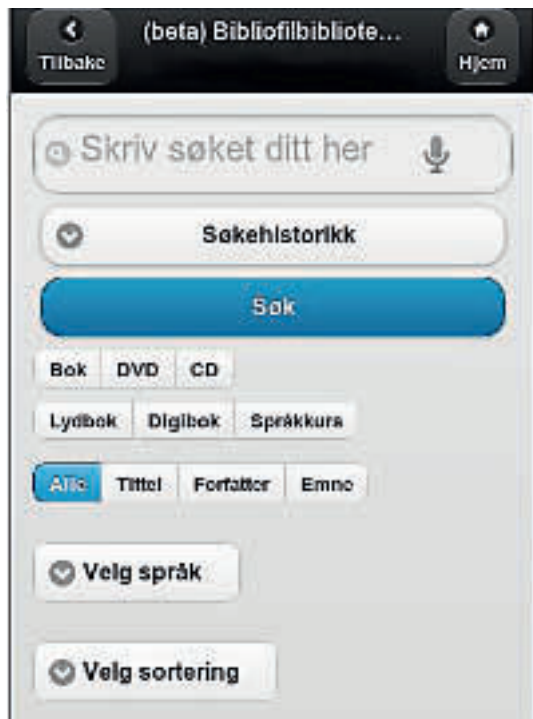 (beta) Bibliofilbibliote...
Tilbake
Hjem
Skriv søket ditt her
Søkehistorikk
Søk
Bok DVD CD
Lydbok Digibok Språkkurs
Alle Tittel Forfatter Emne
Velg språk
Velg sortering